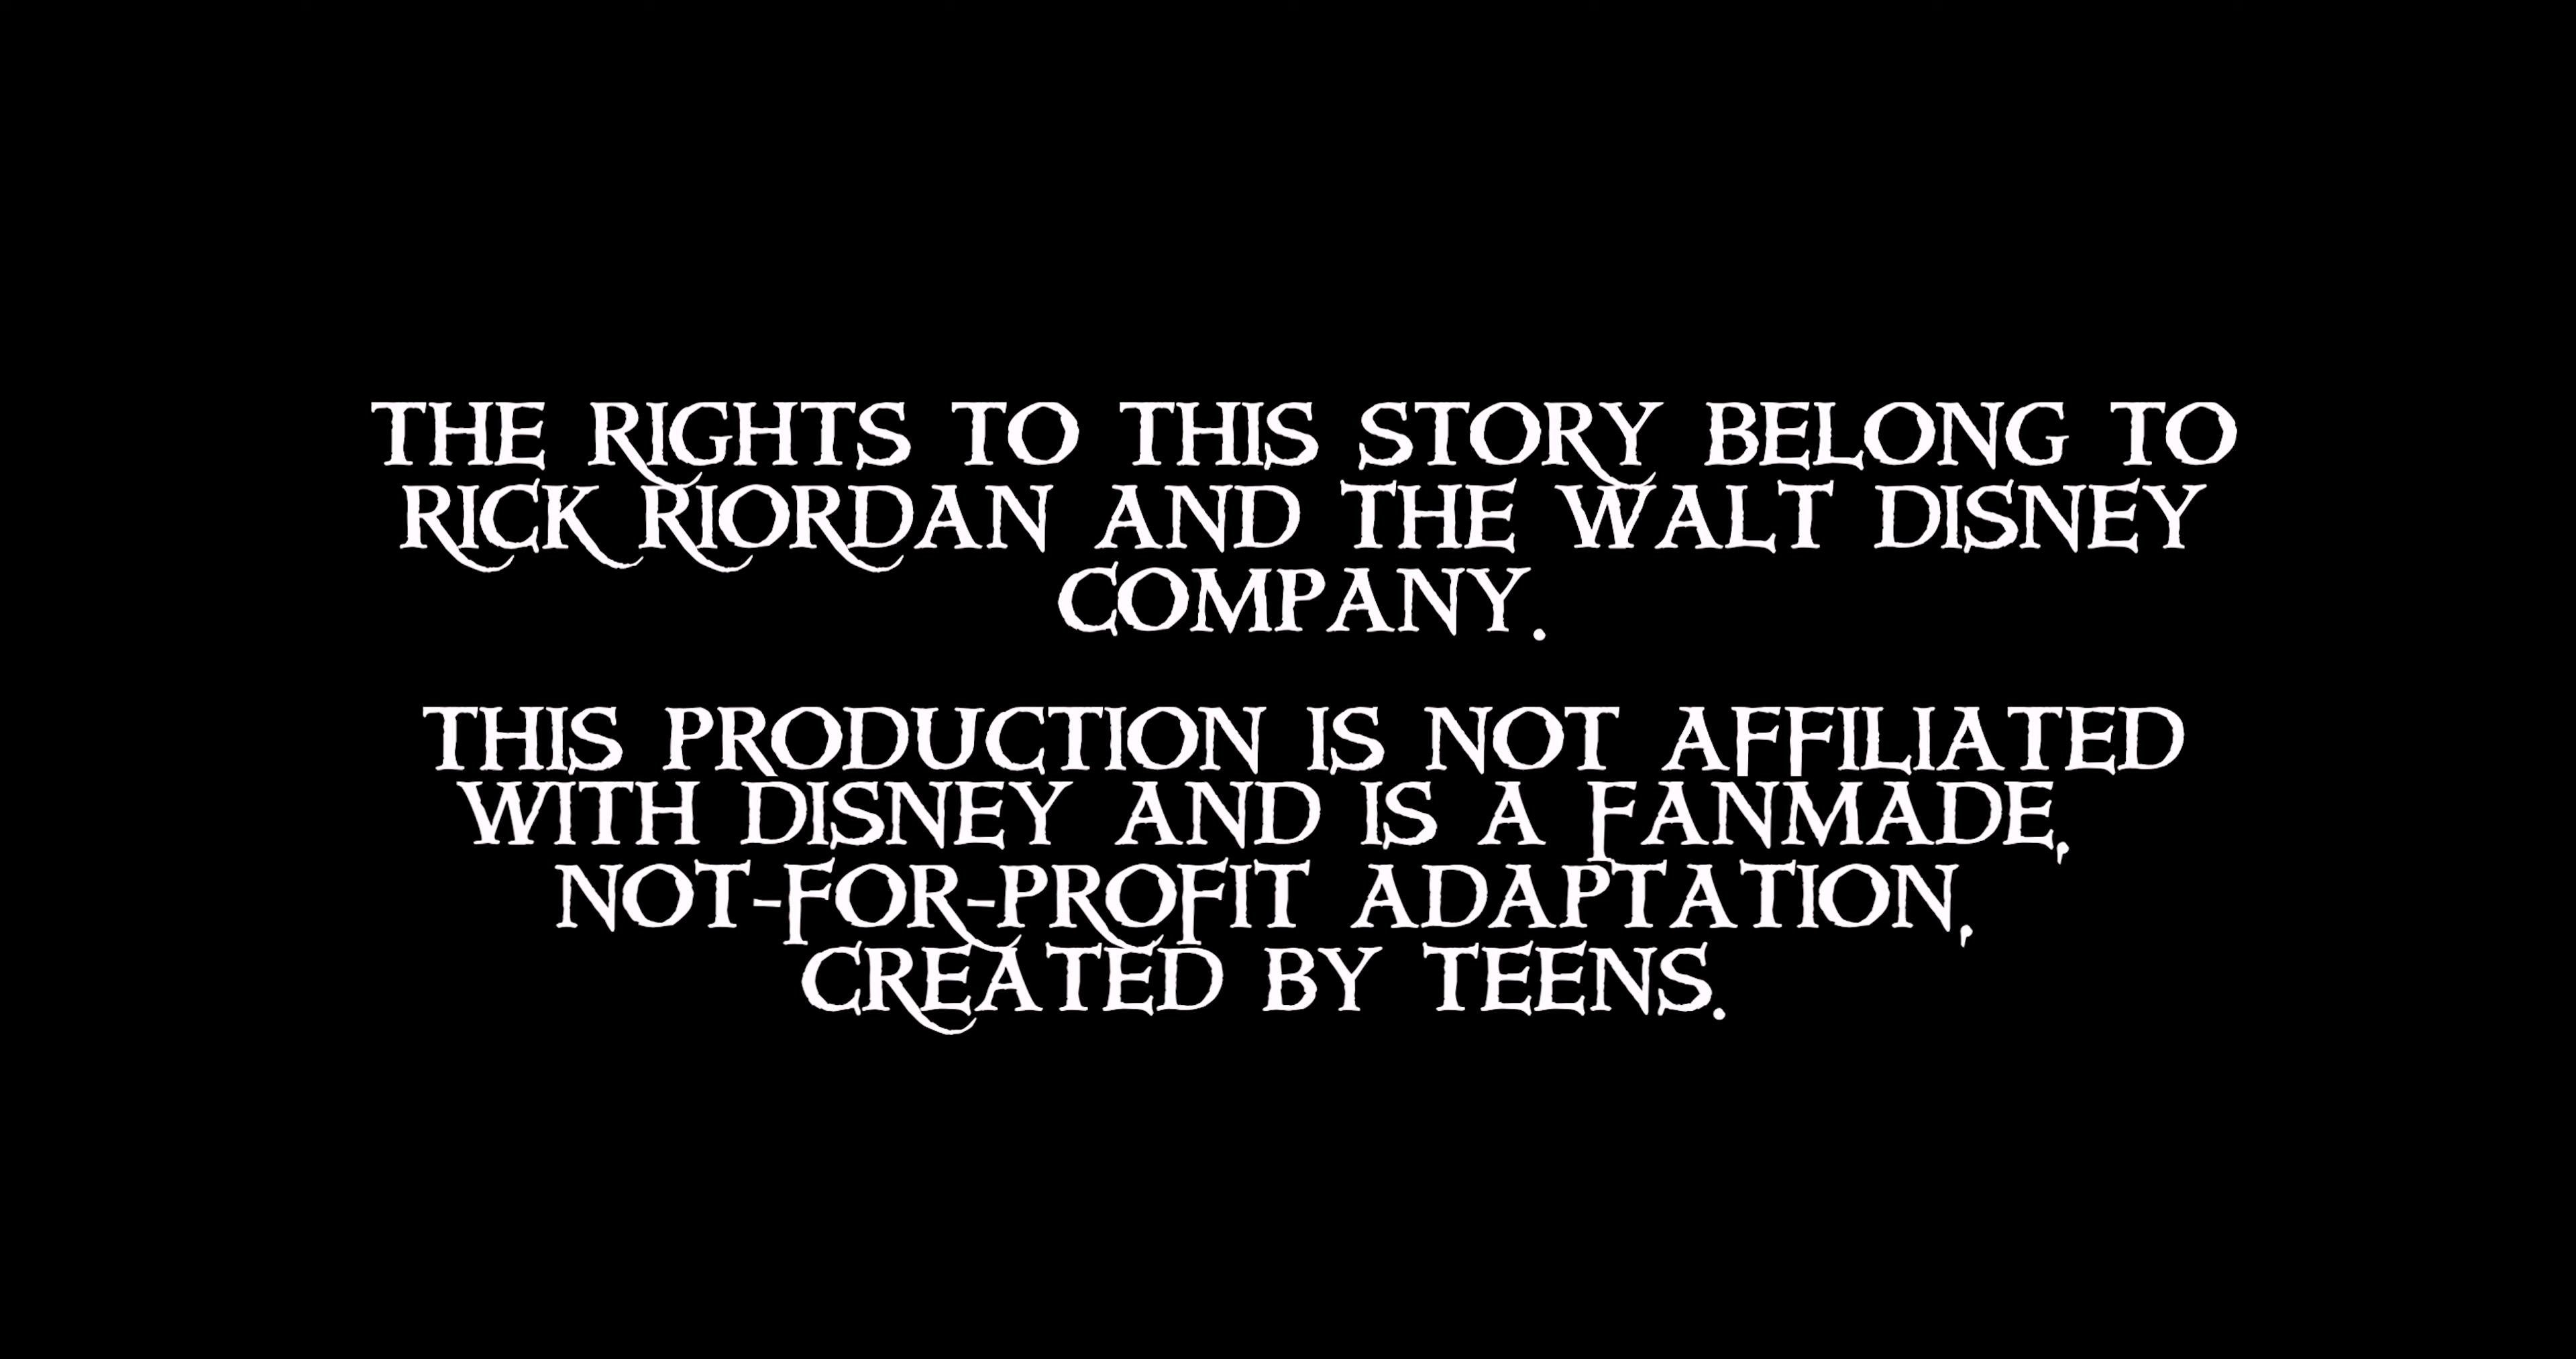 THE RIGHTS TO THIS STORY BELONG TO
RICK RIORDAN AND THE WALT DISNEY
COMPANY.
THIS PRODUCTION IS NOT AFFILIATED
WITH DISNEY AND IS A FANMADE,
NOT-FOR-PROFIT ADAPTATION,
CREATED BY TEENS.